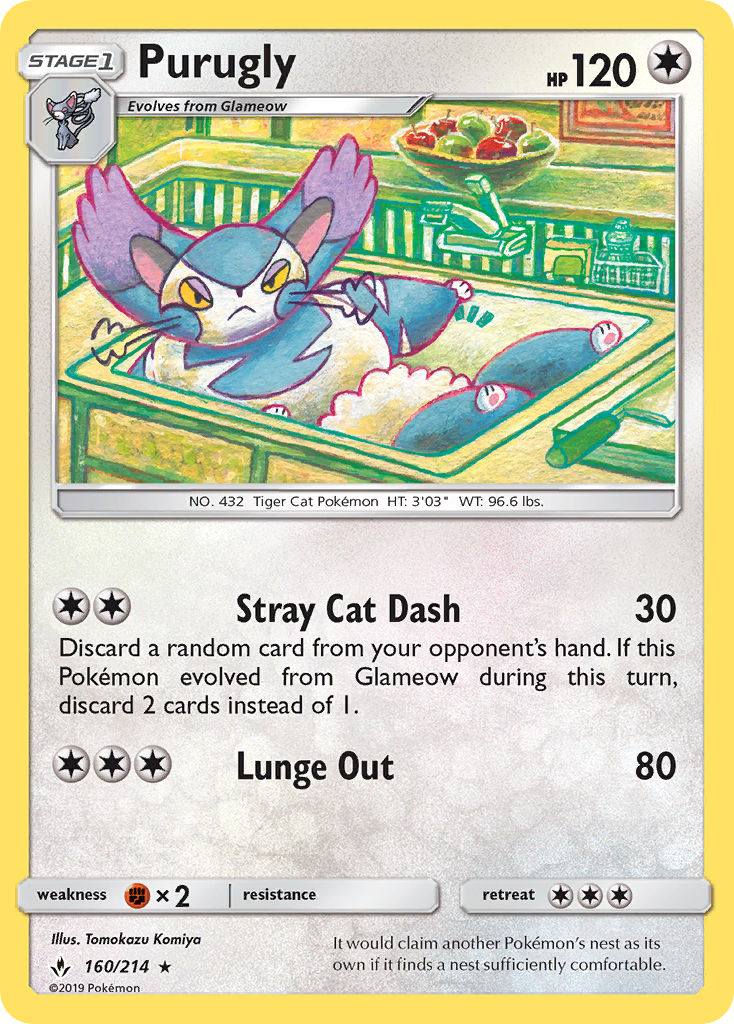 STAGE1
Purugly
HP 120
Evolves from Glameow
NO. 432 Tiger Cat Pokémon HT: 3'03" WT: 96.6 lbs.
Stray Cat Dash 30
Discard a random card from your opponent's hand. If this
Pokémon evolved from Glameow during this turn,
discard 2 cards instead of 1.
Lunge Out 80
weakness × 2 resistance retreat
Illus. Tomokazu Komiya
160/214 ★
©2019 Pokémon
It would claim another Pokémon's nest as its
own if it finds a nest sufficiently comfortable.